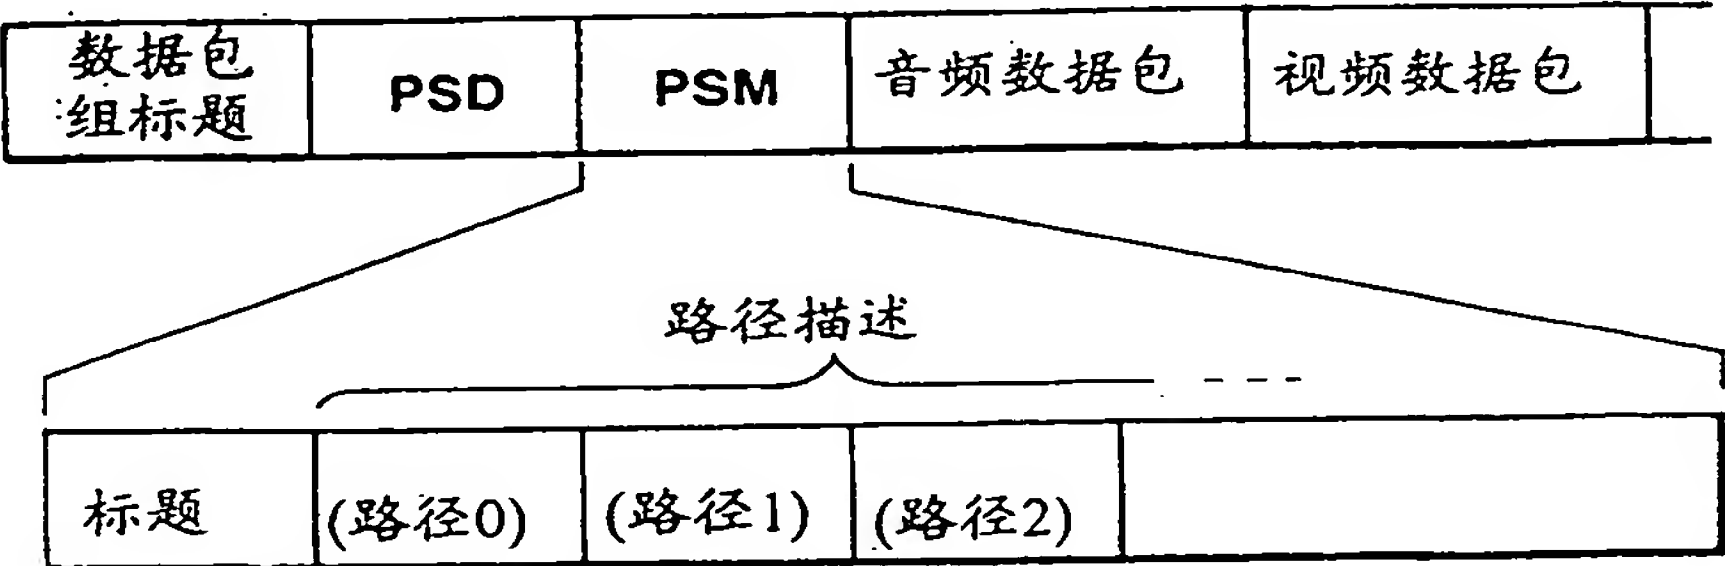 数据包
组标题
PSD
PSM
音频数据包
视频数据包
路径描述
标题
(路径0)
(路径1)
(路径2)